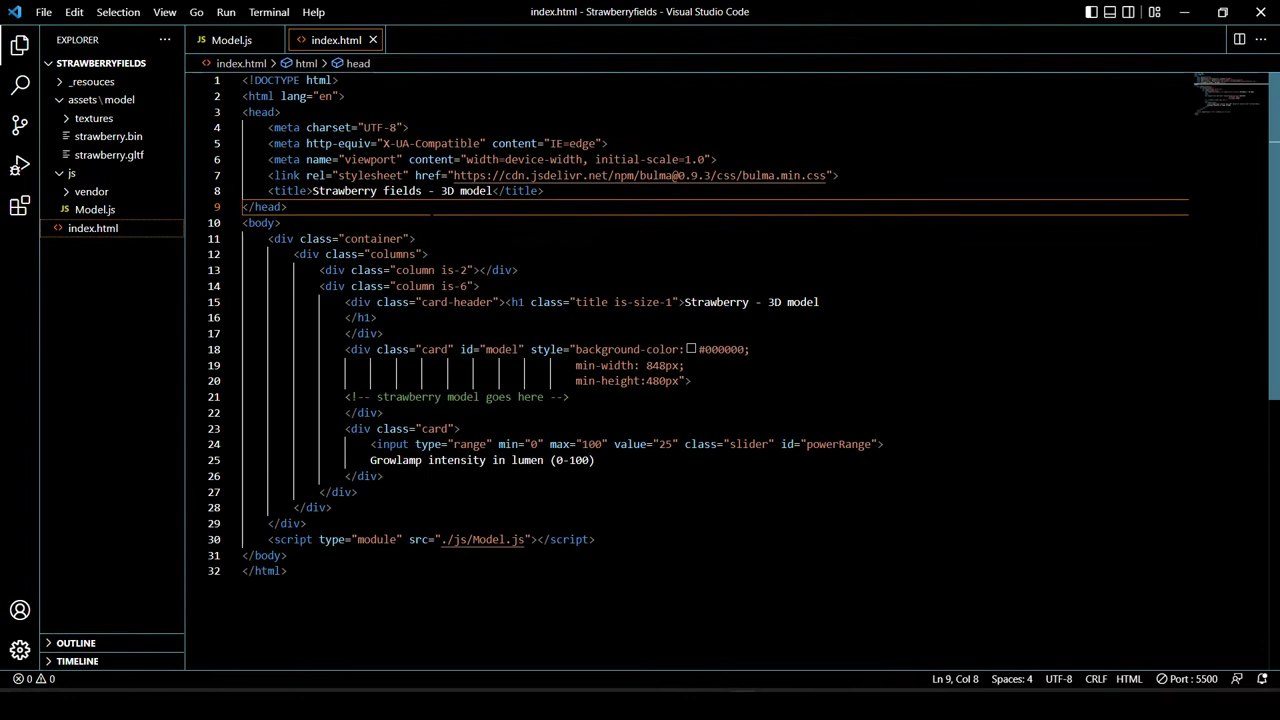 File Edit Selection View Go Run Terminal Help index.html - Strawberryfields - Visual Studio Code
EXPLORER
STRAWBERRYFIELDS
_resouces
assets\model
textures
strawberry.bin
strawberry.gltf
js
vendor
Model.js
index.html
OUTLINE
TIMELINE
Model.js index.html
index.html > html > head
1 <!DOCTYPE html>
2 <html lang="en">
3 <head>
4 <meta charset="UTF-8">
5 <meta http-equiv="X-UA-Compatible" content="IE=edge">
6 <meta name="viewport" content="width=device-width, initial-scale=1.0">
7 <link rel="stylesheet" href="https://cdn.jsdelivr.net/npm/bulma@0.9.3/css/bulma.min.css">
8 <title>Strawberry fields - 3D model</title>
9 </head>
10 <body>
11 <div class="container">
12 <div class="columns">
13 <div class="column is-2"></div>
14 <div class="column is-6">
15 <div class="card-header"><h1 class="title is-size-1">Strawberry - 3D model
16 </h1>
17 </div>
18 <div class="card" id="model" style="background-color:#000000;
19 min-width: 848px;
20 min-height:480px">
21 <!-- strawberry model goes here -->
22 </div>
23 <div class="card">
24 <input type="range" min="0" max="100" value="25" class="slider" id="powerRange">
25 Growlamp intensity in lumen (0-100)
26 </div>
27 </div>
28 </div>
29 </div>
30 <script type="module" src="./js/Model.js"></script>
31 </body>
32 </html>
0 0 Ln 9, Col 8 Spaces: 4 UTF-8 CRLF HTML Port : 5500